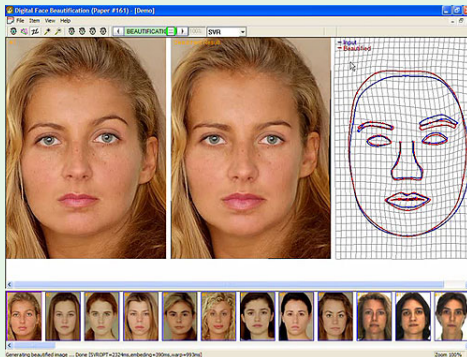 Digital Face Beautification (Paper #161) - [Demo]
File Item View Help
BEAUTIFICATI SVR
Input
Beautified
Generating beautified image ... Done [SVROPT=2324ms,embeding=390ms,warp=993ms]
Zoom 100%